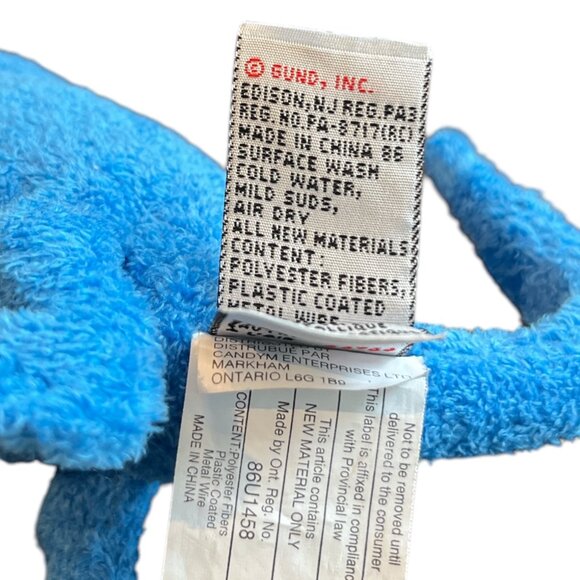 © GUND, INC.
EDISON, NJ REG. PA3
REG NO. PA-8717(RC)
MADE IN CHINA 86
SURFACE WASH
COLD WATER,
MILD SUDS,
AIR DRY
ALL NEW MATERIALS
CONTENT.
POLYESTER FIBERS,
PLASTIC COATED
METAL WIRE
DISTRIBUÉ PAR
CANDYM ENTERPRISES LTD
MARKHAM
ONTARIO L6G 1B9
Not to be removed until
delivered to the consumer
This label is affixed in
compliance
with Provincial law
This article contains
NEW MATERIAL ONLY
Made by Ont. Reg. No.
86U1458
Content: Polyester Fibers
Plastic Coated
Metal Wire
MADE IN CHINA